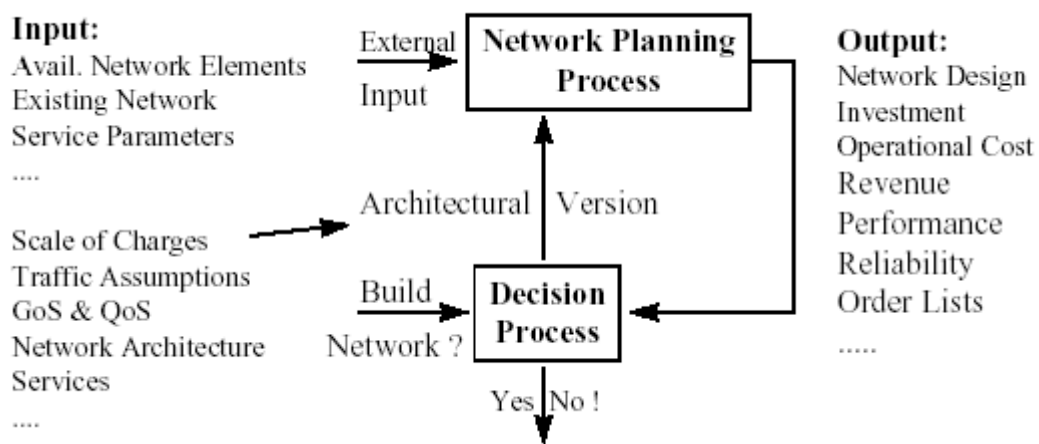 Input:
Avail. Network Elements
Existing Network
Service Parameters
....
Scale of Charges
Traffic Assumptions
GoS & QoS
Network Architecture
Services
....
External
Input
Network Planning
Process
Architectural Version
Build
Network ?
Decision
Process
Yes No !
Output:
Network Design
Investment
Operational Cost
Revenue
Performance
Reliability
Order Lists
.....